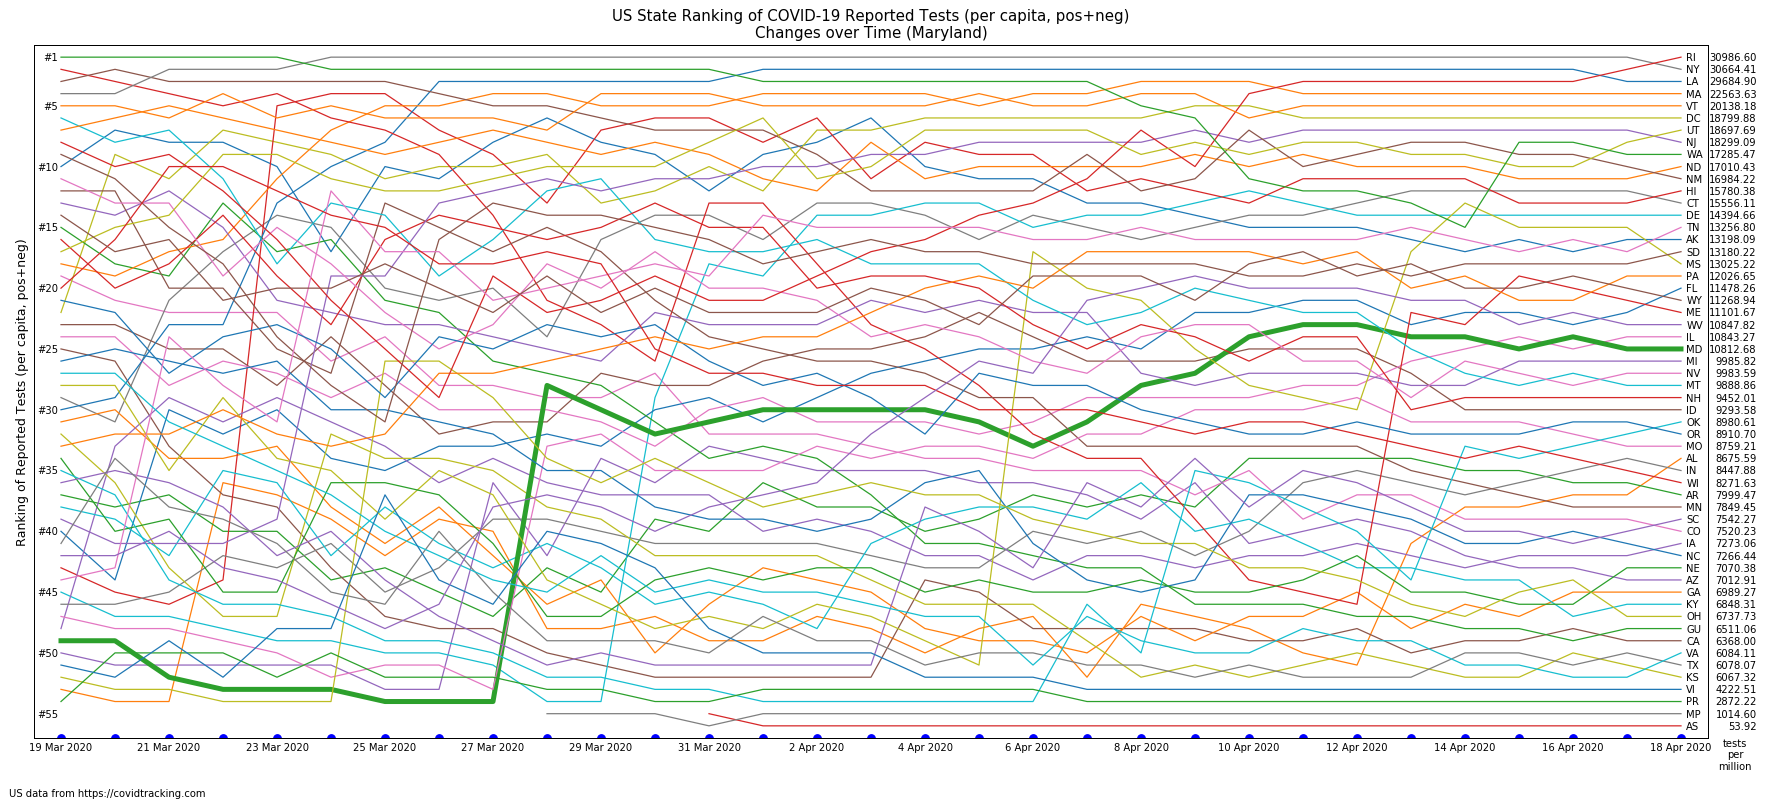 US State Ranking of COVID-19 Reported Tests (per capita, pos+neg)
Changes over Time (Maryland)
Ranking of Reported Tests (per capita, pos+neg)
#1
#5
#10
#15
#20
#25
#30
#35
#40
#45
#50
#55
RI 30986.60
NY 30664.41
LA 29684.90
MA 22563.63
VT 20138.18
DC 18799.88
UT 18697.69
NJ 18299.09
WA 17285.47
ND 17010.43
NM 16984.22
HI 15780.38
CT 15556.11
DE 14394.66
TN 13256.80
AK 13198.09
SD 13180.22
MS 13025.22
PA 12026.65
FL 11478.26
WY 11268.94
ME 11101.67
WV 10847.82
IL 10843.27
MD 10812.68
MI 9985.82
NV 9983.59
MT 9888.86
NH 9452.01
ID 9293.58
OK 8980.61
OR 8910.70
MO 8759.21
AL 8675.59
IN 8447.88
WI 8271.63
AR 7999.47
MN 7849.45
SC 7542.27
CO 7520.23
IA 7273.06
NC 7266.44
NE 7070.38
AZ 7012.91
GA 6989.27
KY 6848.31
OH 6737.73
GU 6511.06
CA 6368.00
VA 6084.11
TX 6078.07
KS 6067.32
VI 4222.51
PR 2872.22
MP 1014.60
AS 53.92
19 Mar 2020 21 Mar 2020 23 Mar 2020 25 Mar 2020 27 Mar 2020 29 Mar 2020 31 Mar 2020 2 Apr 2020 4 Apr 2020 6 Apr 2020 8 Apr 2020 10 Apr 2020 12 Apr 2020 14 Apr 2020 16 Apr 2020 18 Apr 2020
tests
per
million
US data from https://covidtracking.com